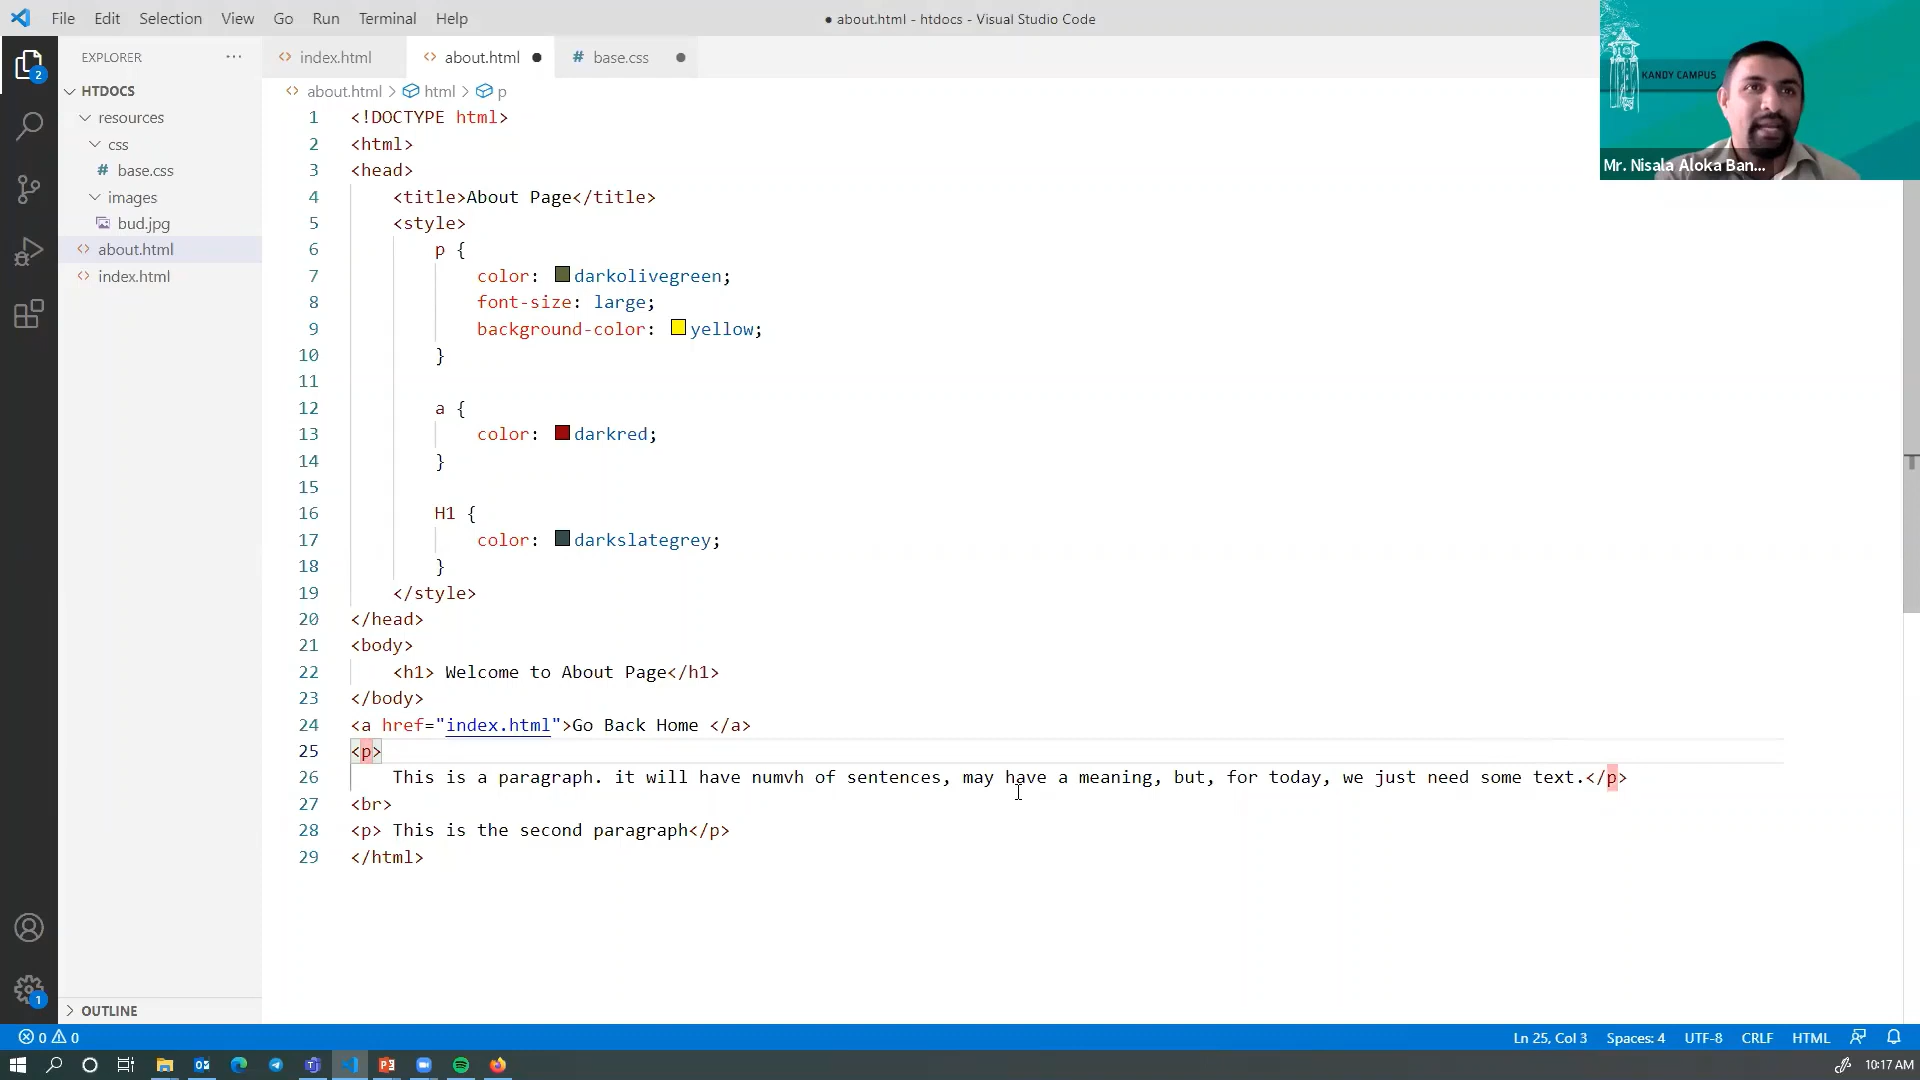 File Edit Selection View Go Run Terminal Help
● about.html - htdocs - Visual Studio Code
KANDY CAMPUS
Mr. Nisala Aloka Ban...
EXPLORER ···
index.html
about.html
# base.css
HTDOCS
resources
css
# base.css
images
bud.jpg
about.html
index.html
OUTLINE
about.html > html > p
1 <!DOCTYPE html>
2 <html>
3 <head>
4 <title>About Page</title>
5 <style>
6 p {
7 color: darkolivegreen;
8 font-size: large;
9 background-color: yellow;
10 }
11
12 a {
13 color: darkred;
14 }
15
16 H1 {
17 color: darkslategrey;
18 }
19 </style>
20 </head>
21 <body>
22 <h1> Welcome to About Page</h1>
23 </body>
24 <a href="index.html">Go Back Home </a>
25 <p>
26 This is a paragraph. it will have numvh of sentences, may have a meaning, but, for today, we just need some text.</p>
27 <br>
28 <p> This is the second paragraph</p>
29 </html>
2
1
0 0
Ln 25, Col 3 Spaces: 4 UTF-8 CRLF HTML
10:17 AM